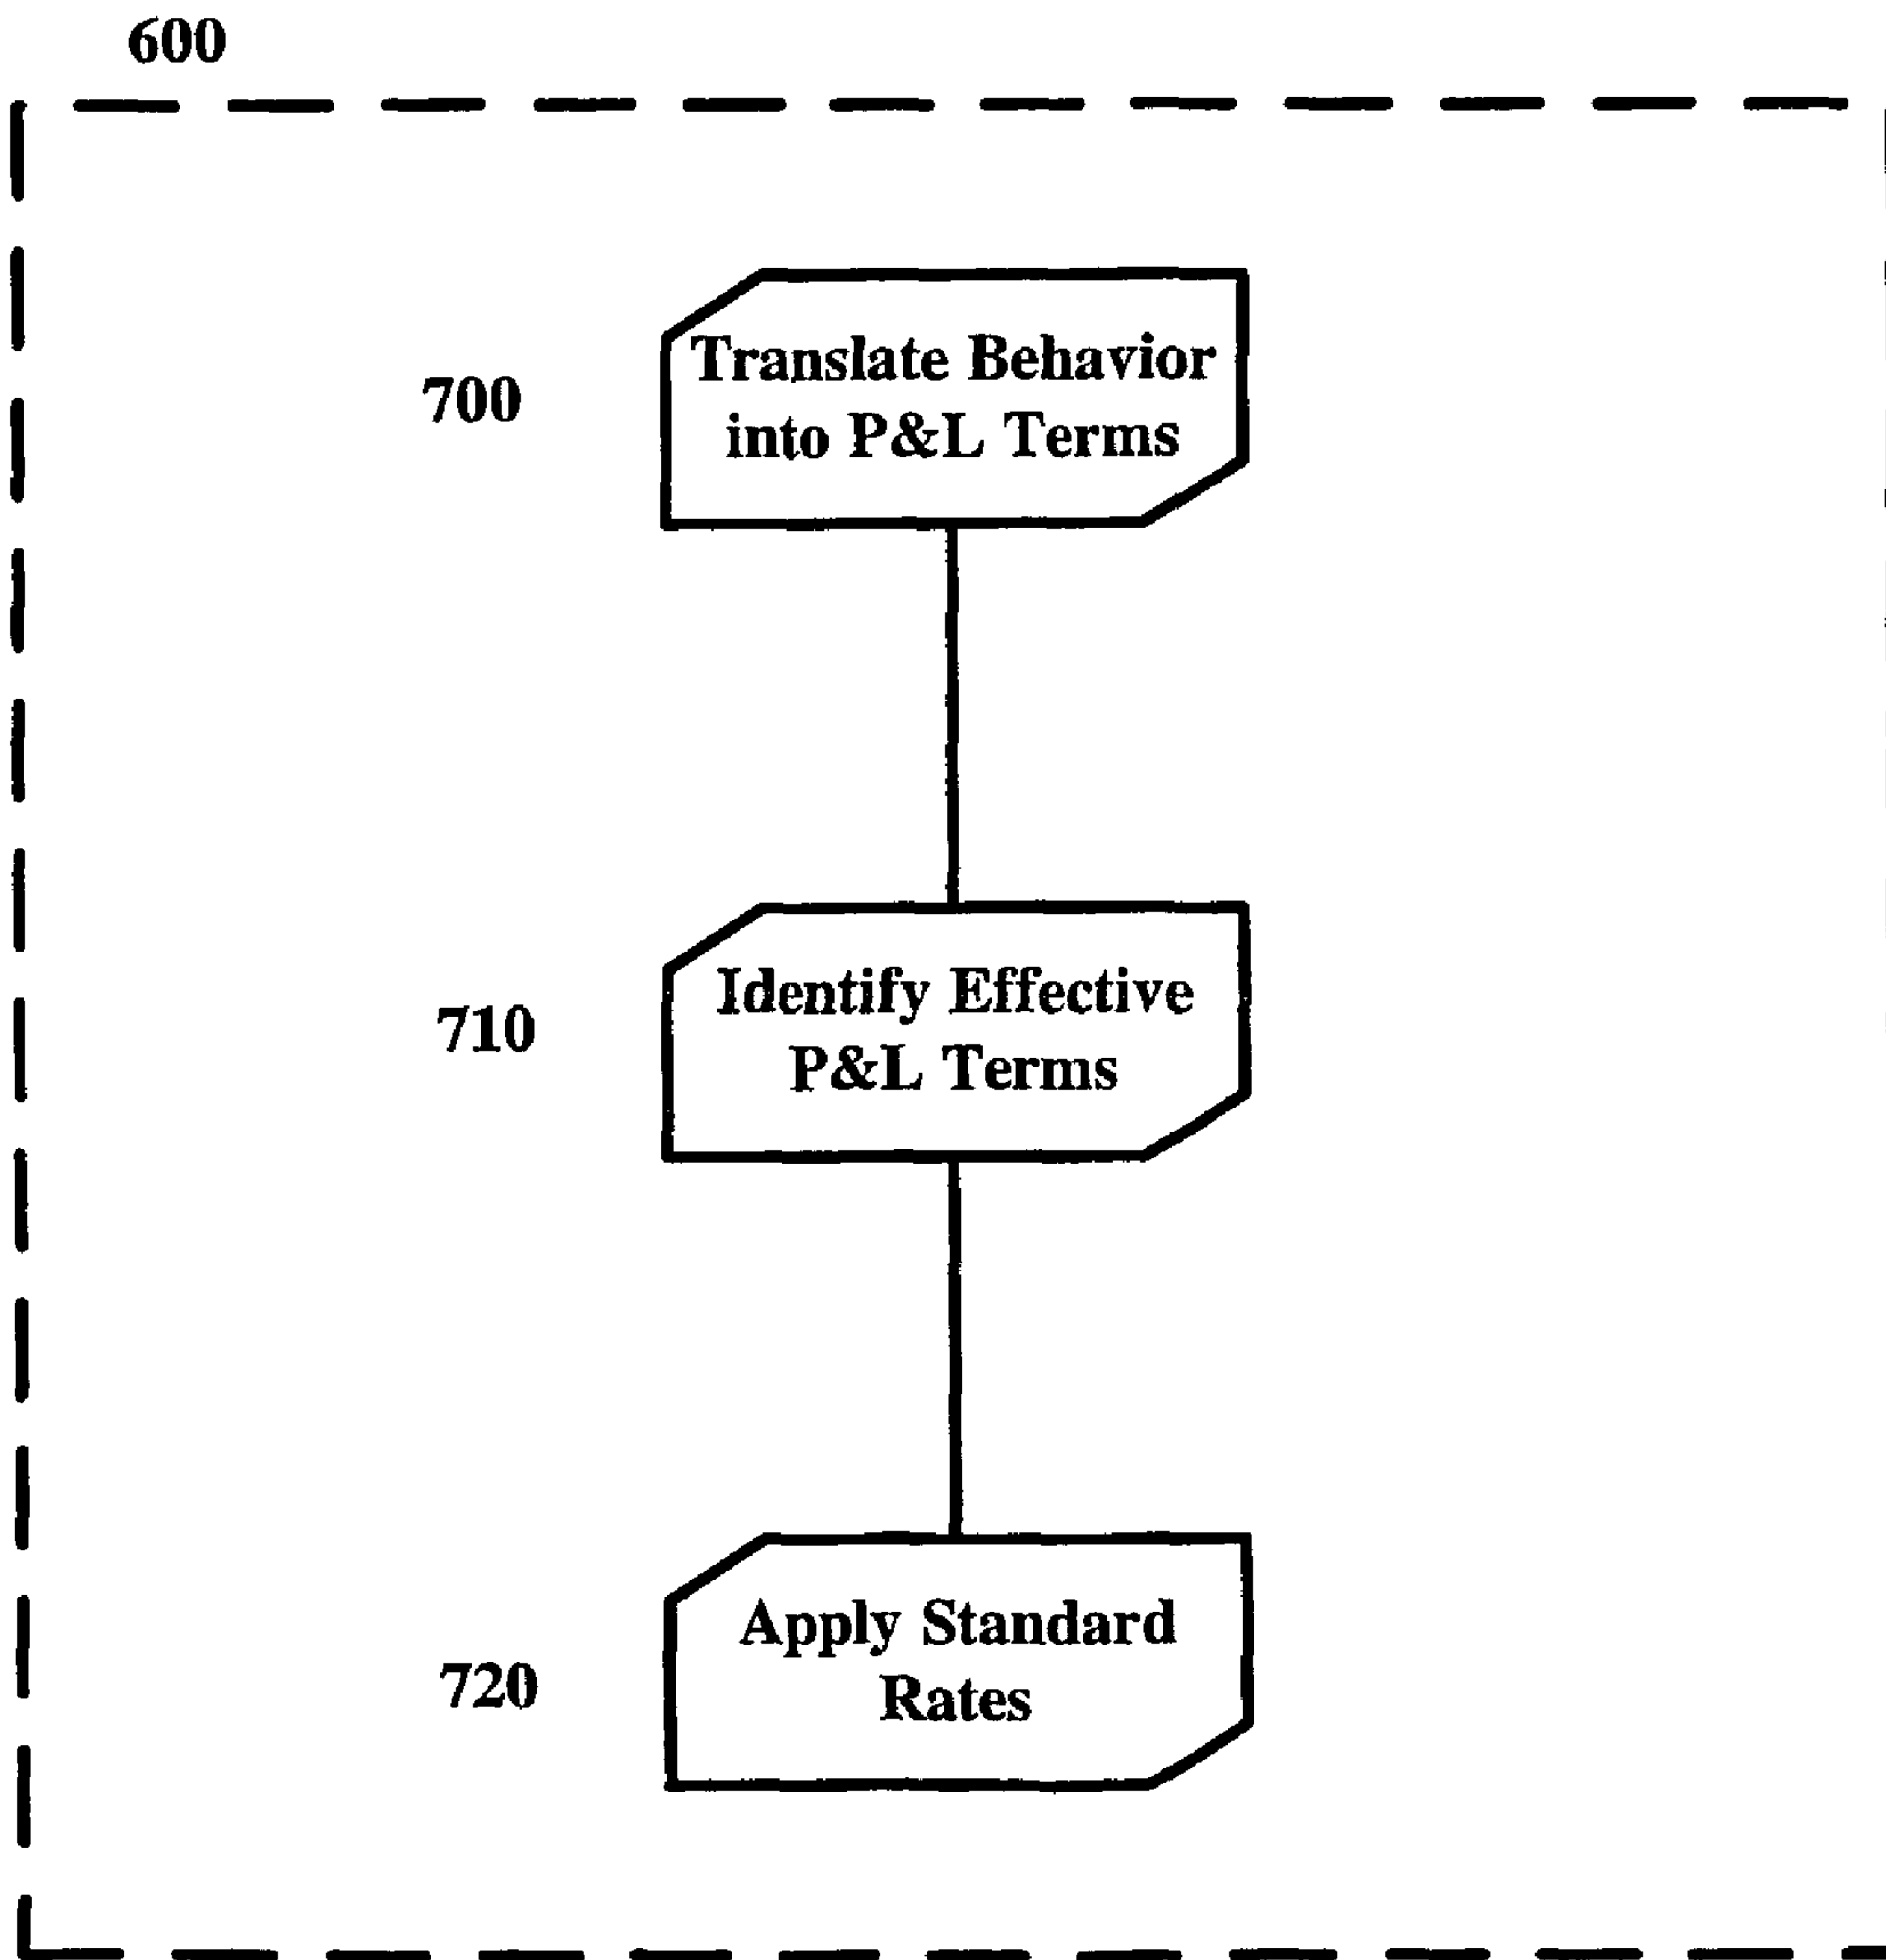 600
700
Translate Behavior
into P&L Terms
710
Identify Effective
P&L Terms
720
Apply Standard
Rates